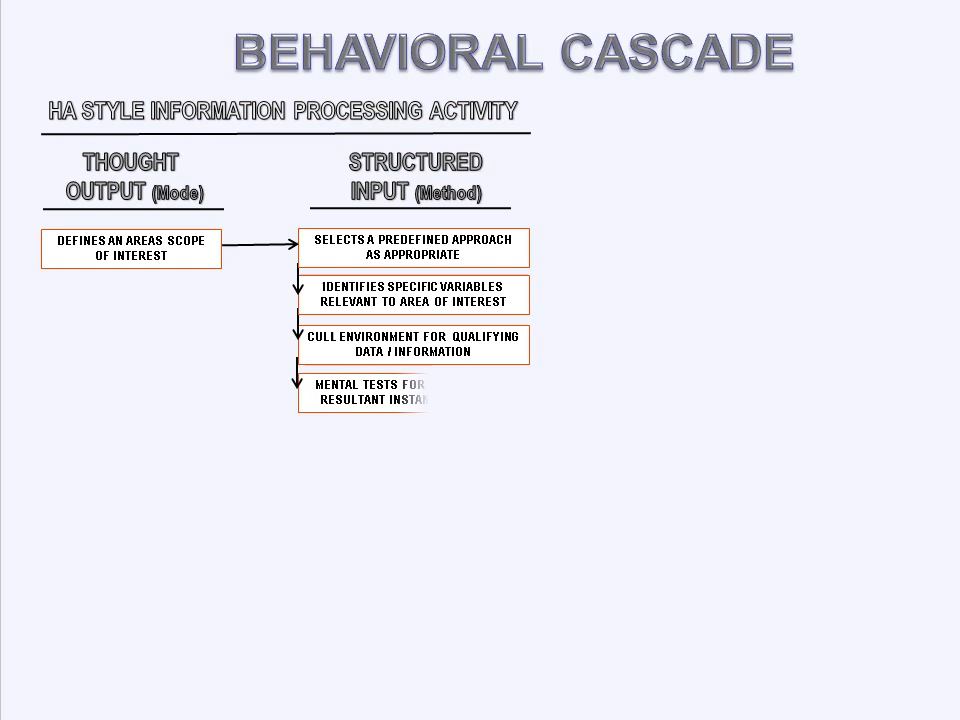 BEHAVIORAL CASCADE
HA STYLE INFORMATION PROCESSING ACTIVITY
THOUGHT
OUTPUT (Mode)
STRUCTURED
INPUT (Method)
DEFINES AN AREAS SCOPE
OF INTEREST
SELECTS A PREDEFINED APPROACH
AS APPROPRIATE
IDENTIFIES SPECIFIC VARIABLES
RELEVANT TO AREA OF INTEREST
CULL ENVIRONMENT FOR QUALIFYING
DATA / INFORMATION
MENTAL TESTS FOR
RESULTANT